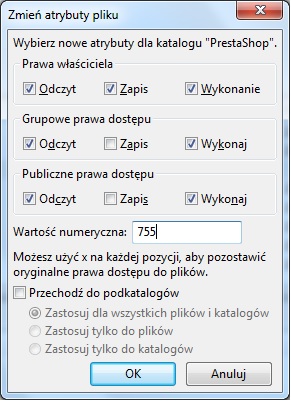 Zmień atrybuty pliku
Wybierz nowe atrybuty dla katalogu "PrestaShop".
Prawa właściciela
Odczyt Zapis Wykonanie
Grupowe prawa dostępu
Odczyt Zapis Wykonaj
Publiczne prawa dostępu
Odczyt Zapis Wykonaj
Wartość numeryczna: 755
Możesz użyć x na każdej pozycji, aby pozostawić
oryginalne prawa dostępu do plików.
Przechodź do podkatalogów
Zastosuj dla wszystkich plików i katalogów
Zastosuj tylko do plików
Zastosuj tylko do katalogów
OK Anuluj